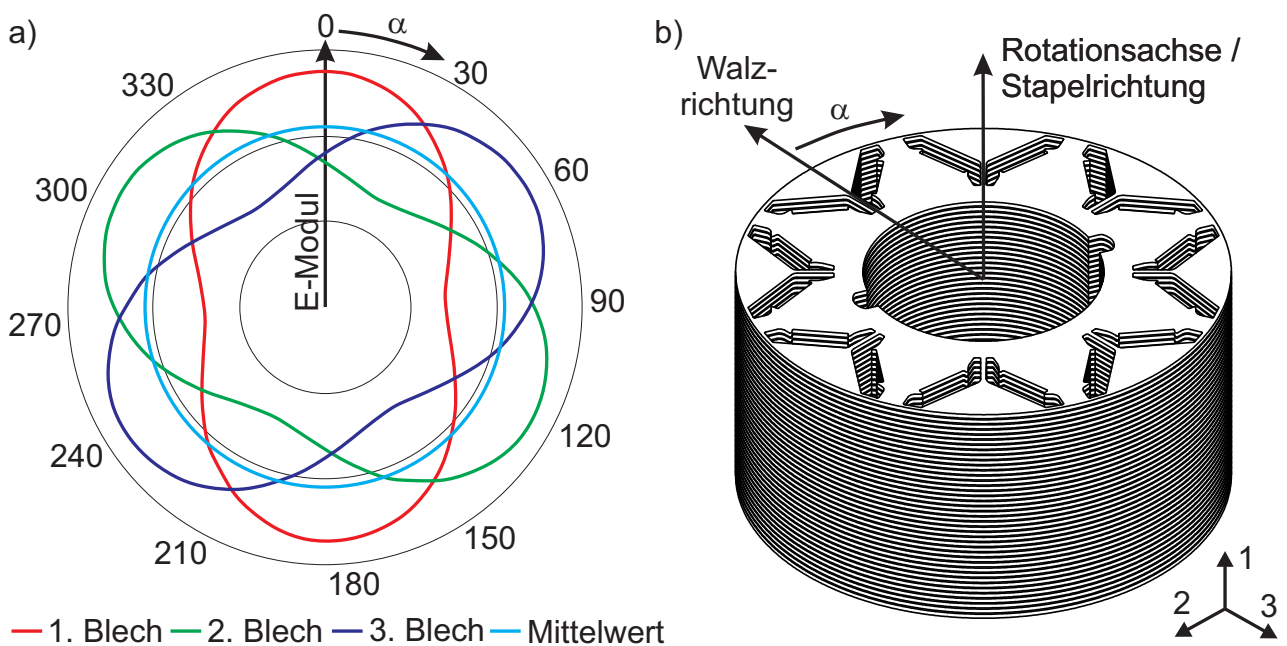 a)
0
α
30
60
90
120
150
180
210
240
270
300
330
E-Modul
1. Blech
2. Blech
3. Blech
Mittelwert
b)
Walz-
richtung
α
Rotationsachse /
Stapelrichtung
1
2
3